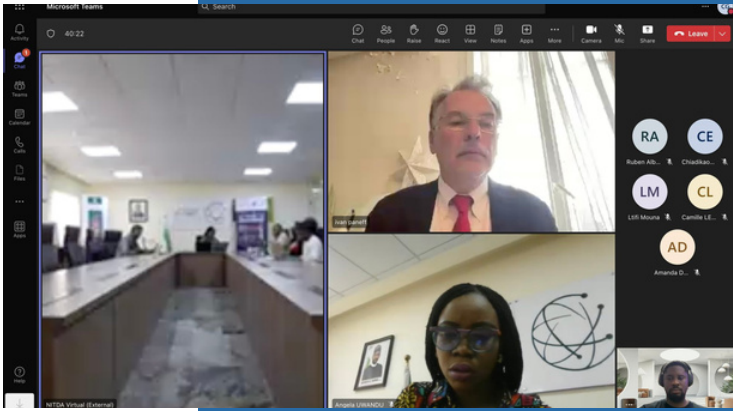 Microsoft Teams
Search
CG
40:22
Chat
People
Raise
React
View
Notes
Apps
More
Camera
Mic
Share
Leave
Activity
1
Chat
Teams
Calendar
Calls
Files
Apps
Help
NITDA Virtual (External)
Angela UWANDU
RA
Ruben Alb...
CE
Chiadikao...
LM
Ltifi Mouna
CL
Camille LE...
AD
Amanda D...